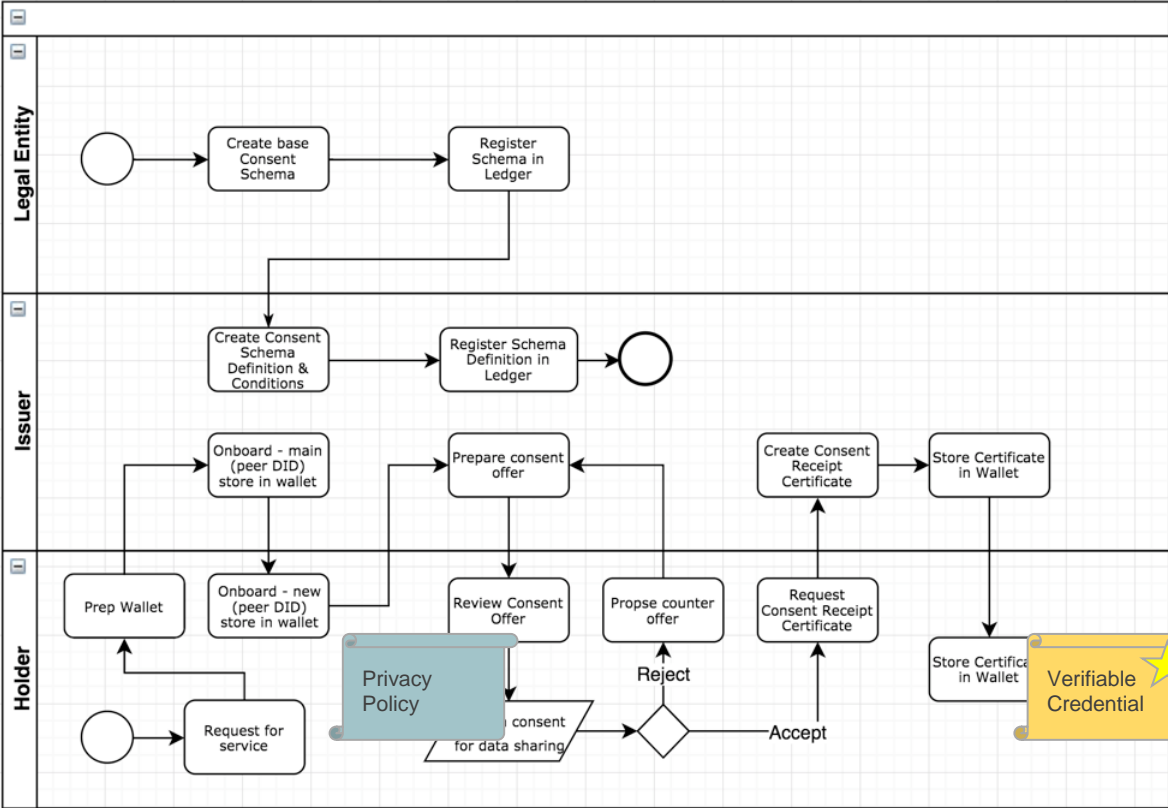 Legal Entity
Create base
Consent
Schema
Register
Schema in
Ledger
Issuer
Create Consent
Schema
Definition &
Conditions
Register Schema
Definition in
Ledger
Onboard - main
(peer DID)
store in wallet
Prepare consent
offer
Create Consent
Receipt
Certificate
Store Certificate
in Wallet
Holder
Prep Wallet
Onboard - new
(peer DID)
store in wallet
Review Consent
Offer
Propse counter
offer
Request
Consent Receipt
Certificate
Reject
Store
in Wallet
Privacy
Policy
Verifiable
Credential
Request for
service
consent
for data sharing
Accept